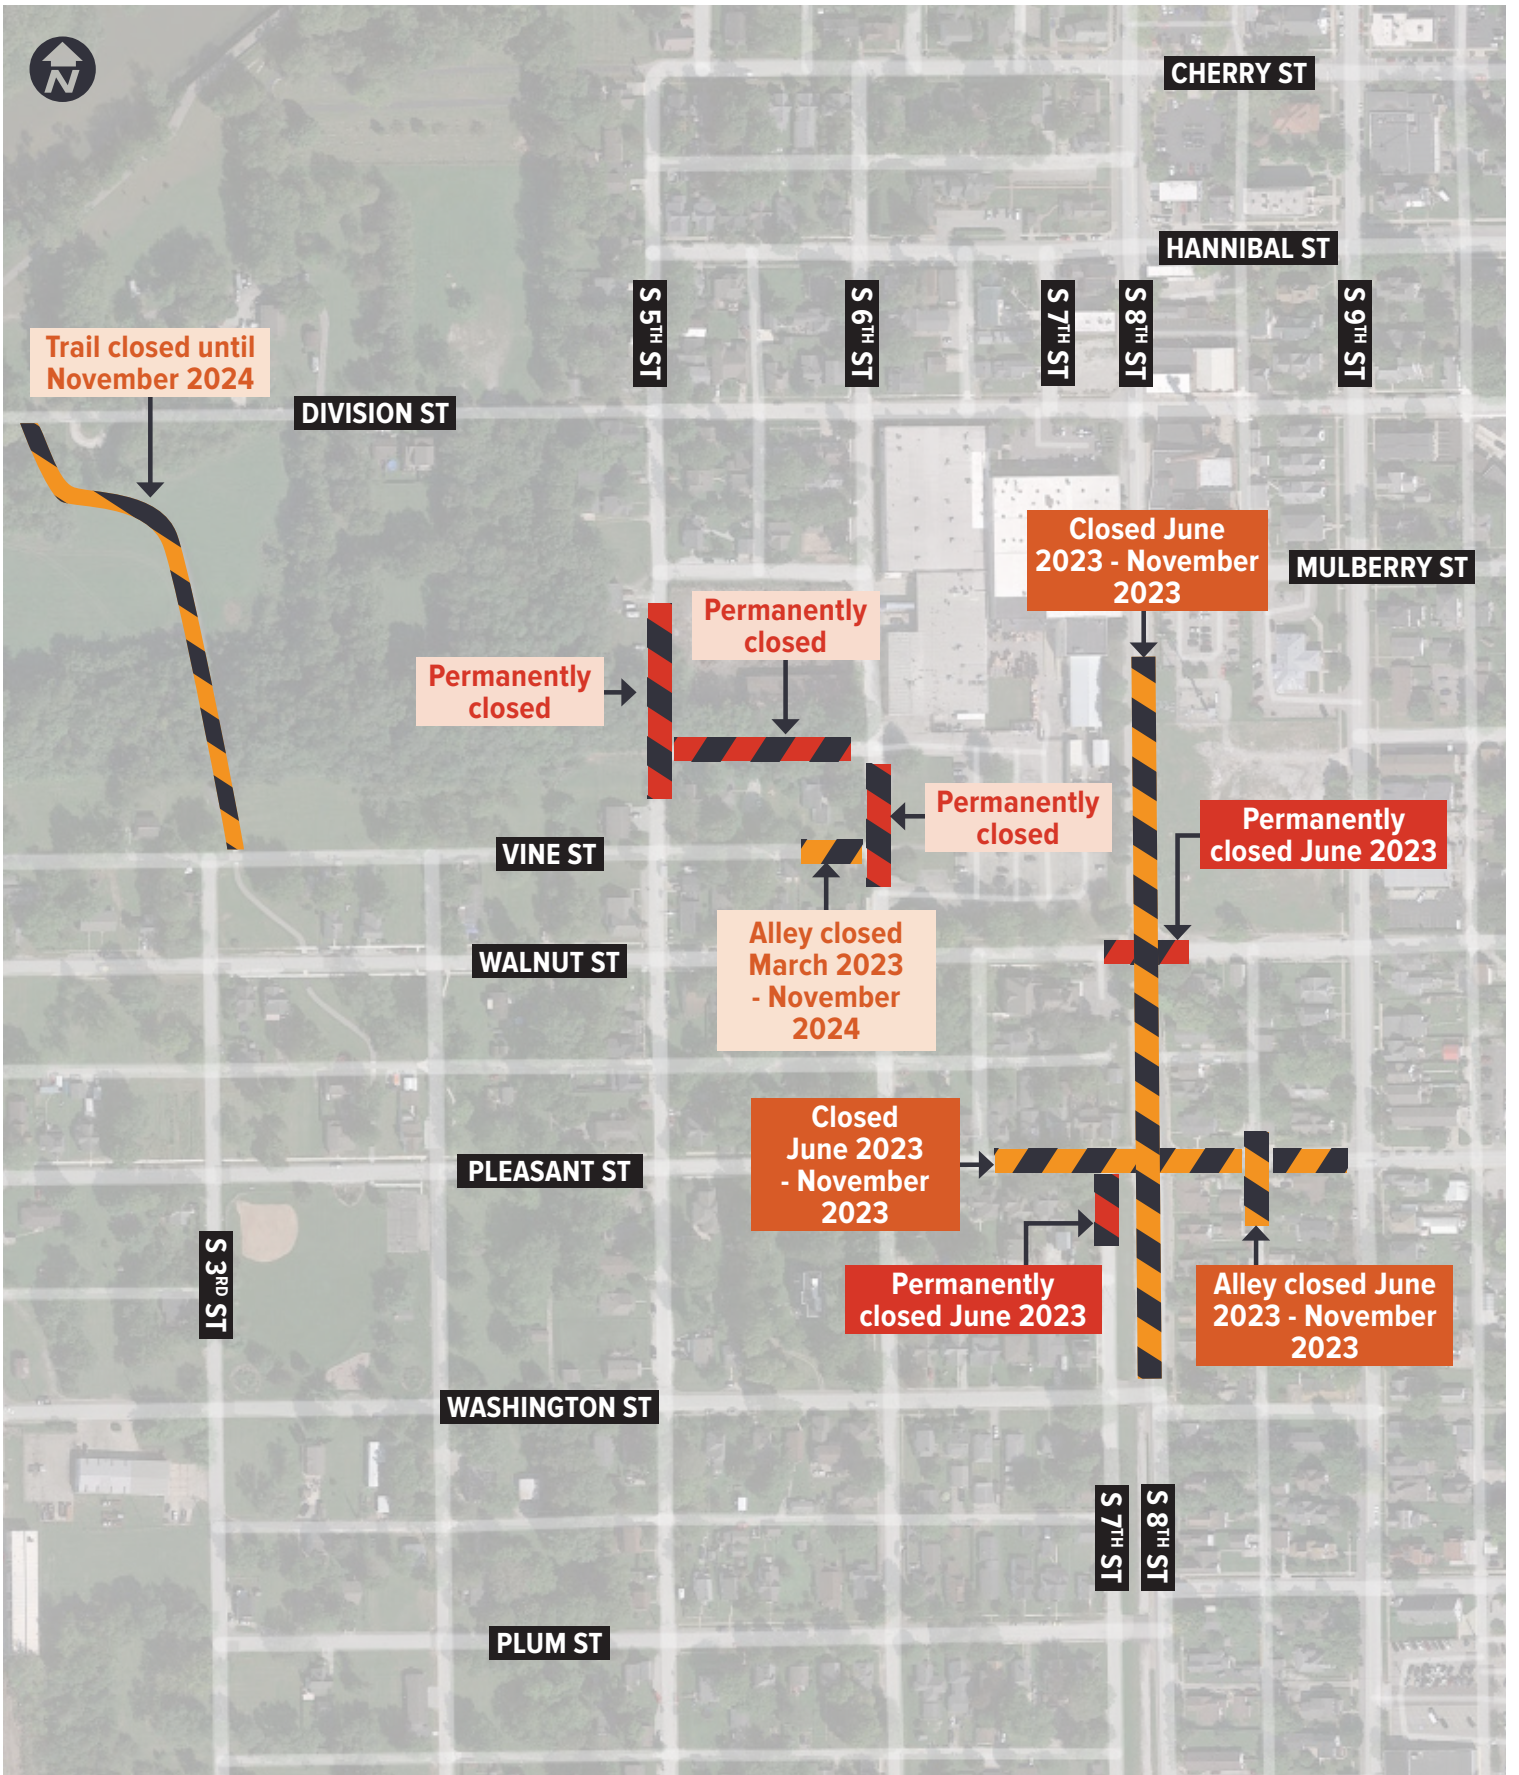 N
CHERRY ST
HANNIBAL ST
S 5TH ST
S 6TH ST
S 7TH ST
S 8TH ST
S 9TH ST
Trail closed until
November 2024
DIVISION ST
Closed June
2023 - November
2023
MULBERRY ST
Permanently
closed
Permanently
closed
Permanently
closed
Permanently
closed June 2023
VINE ST
Alley closed
March 2023
- November
2024
WALNUT ST
Closed
June 2023
- November
2023
PLEASANT ST
S 3RD ST
Permanently
closed June 2023
Alley closed June
2023 - November
2023
WASHINGTON ST
S 7TH ST
S 8TH ST
PLUM ST